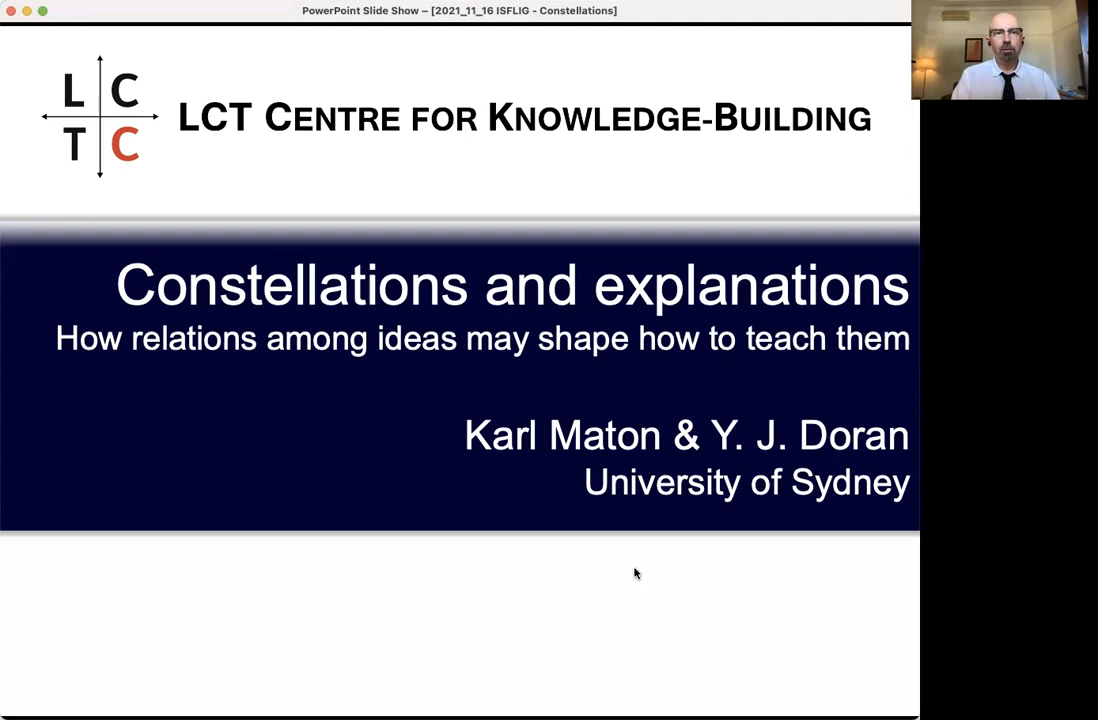 PowerPoint Slide Show – [2021_11_16 ISFLIG - Constellations]
L C
T C
LCT CENTRE FOR KNOWLEDGE-BUILDING
Constellations and explanations
How relations among ideas may shape how to teach them
Karl Maton & Y. J. Doran
University of Sydney